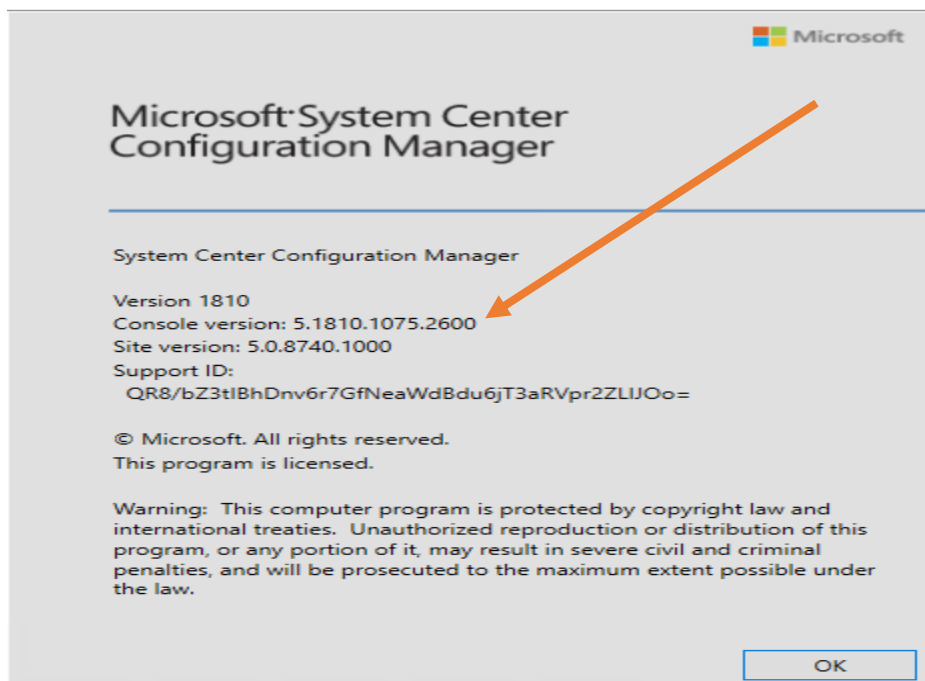 Microsoft
Microsoft System Center
Configuration Manager
System Center Configuration Manager
Version 1810
Console version: 5.1810.1075.2600
Site version: 5.0.8740.1000
Support ID:
QR8/bZ3tIBhDnv6r7GfNeaWdBdu6jT3aRVpr2ZLIJOo=
© Microsoft. All rights reserved.
This program is licensed.
Warning: This computer program is protected by copyright law and
international treaties. Unauthorized reproduction or distribution of this
program, or any portion of it, may result in severe civil and criminal
penalties, and will be prosecuted to the maximum extent possible under
the law.
OK